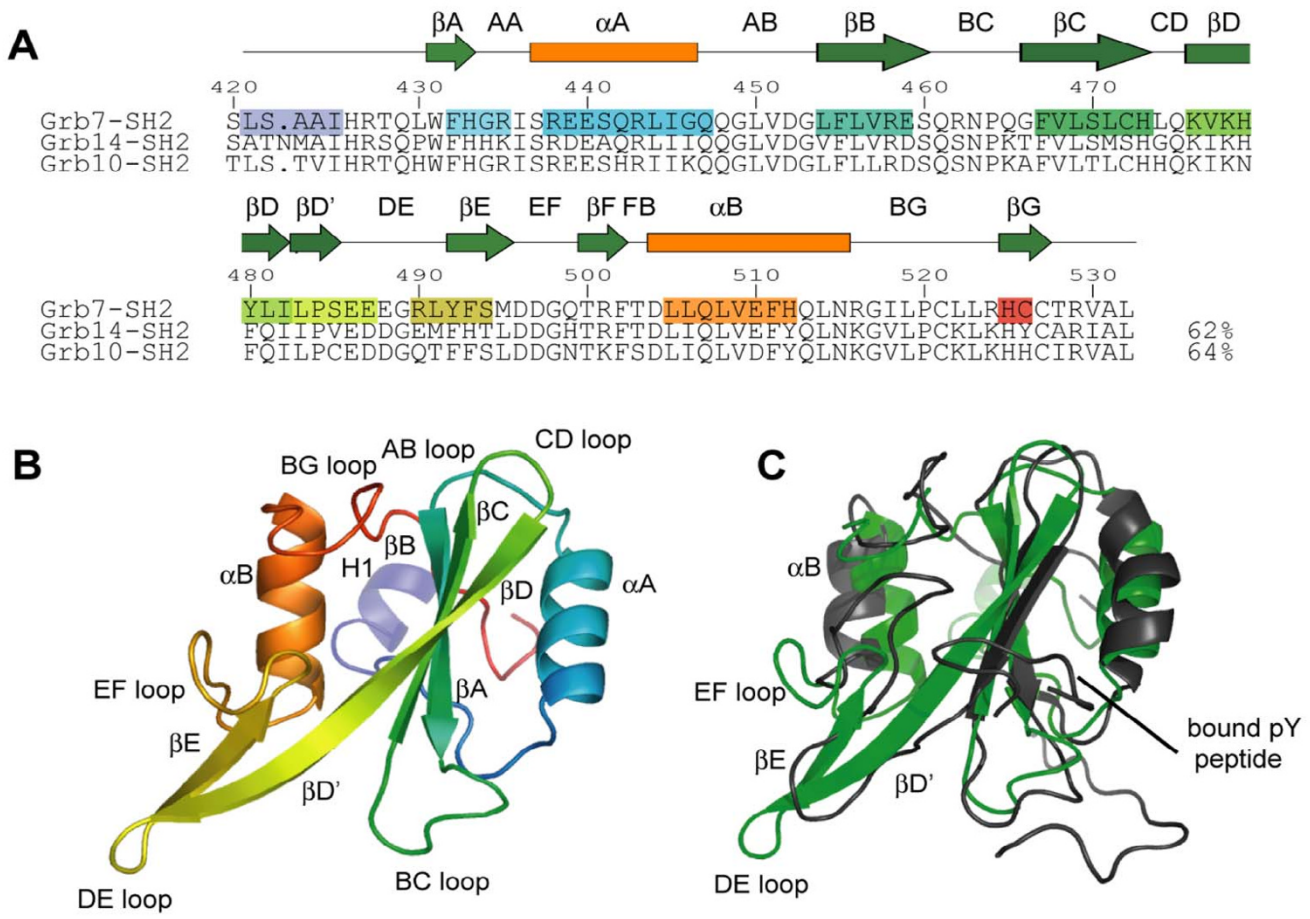 A
βA AA αA AB βB BC βC CD βD
420 430 440 450 460 470
Grb7-SH2 SLS.AAIHRTQLWFHGRISREESQRLIGQQGLVDGLFLVRESQRNPQGFVLSLCHLQKVKH
Grb14-SH2 SATNMAIHRSQPWFHHKISRDEAQRLIIQQGLVDGVFLVRDSQSNPKTFVLSMSHGQKIKH
Grb10-SH2 TLS.TVIHRTQHWFHGRISREESHRIIKQQGLVDGLFLLRDSQSNPKAFVLTLCHHQKIKN
βD βD' DE βE EF βF FB αB BG βG
480 490 500 510 520 530
Grb7-SH2 YLILPSEEEGRLYFSMDDGQTRFTDLLQLVEFHQLNRGILPCLLRHCCTRVAL
Grb14-SH2 FQIIPVEDDGEMFHTLDDGHTRFTDLIQLVEFYQLNKGVLPCKLKHYCARIAL 62%
Grb10-SH2 FQILPCEDDGQTFFSLDDGNTKFSDLIQLVDFYQLNKGVLPCKLKHHCIRVAL 64%
B
BG loop
AB loop
CD loop
βC
βB
αB
H1
βD
αA
EF loop
βA
βE
βD'
DE loop
BC loop
C
αB
EF loop
βE
βD'
bound pY
peptide
DE loop